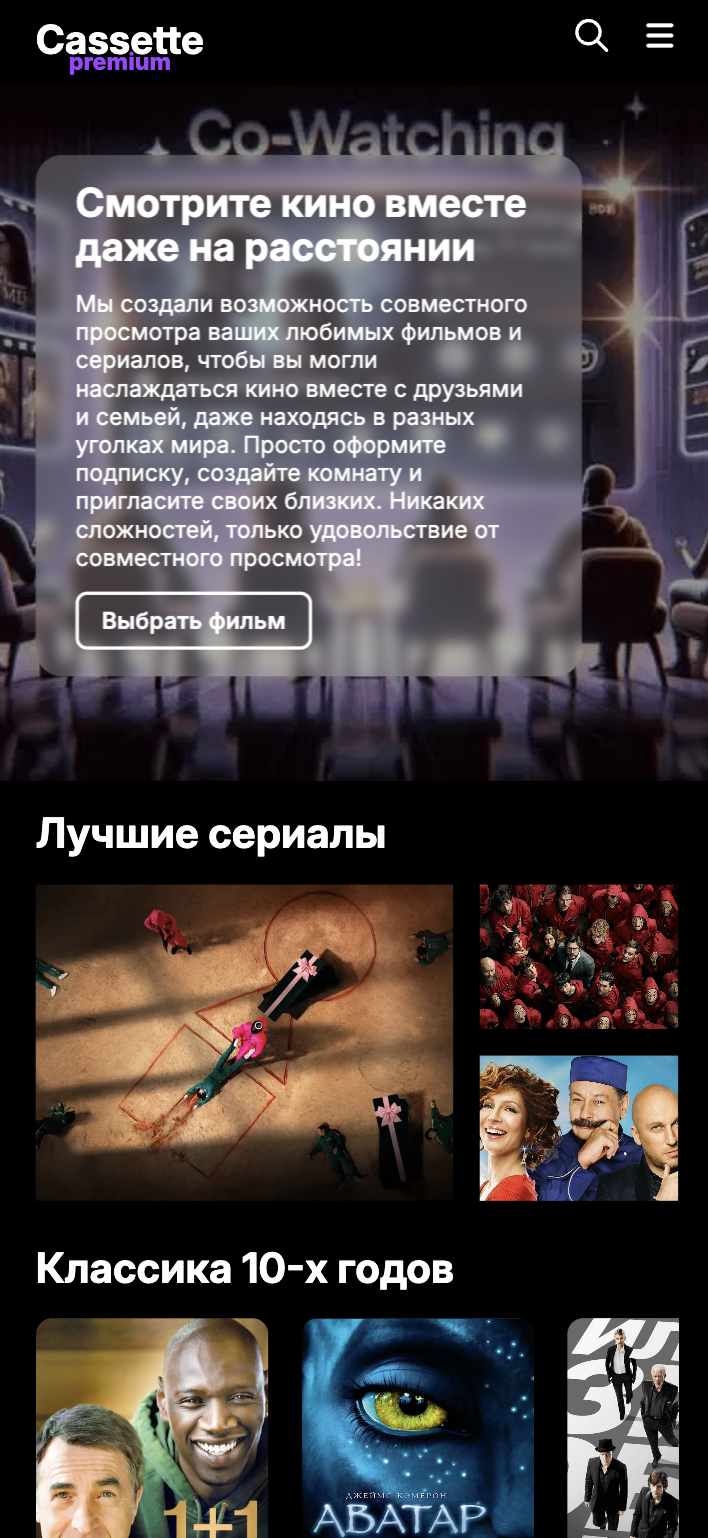 Cassette
premium
Co-Watching
Смотрите кино вместе
даже на расстоянии
Мы создали возможность совместного
просмотра ваших любимых фильмов и
сериалов, чтобы вы могли
наслаждаться кино вместе с друзьями
и семьей, даже находясь в разных
уголках мира. Просто оформите
подписку, создайте комнату и
пригласите своих близких. Никаких
сложностей, только удовольствие от
совместного просмотра!
Выбрать фильм
Лучшие сериалы
Классика 10-х годов
1+1
ДЖЕЙМС КЭМЕРОН
АВАТАР